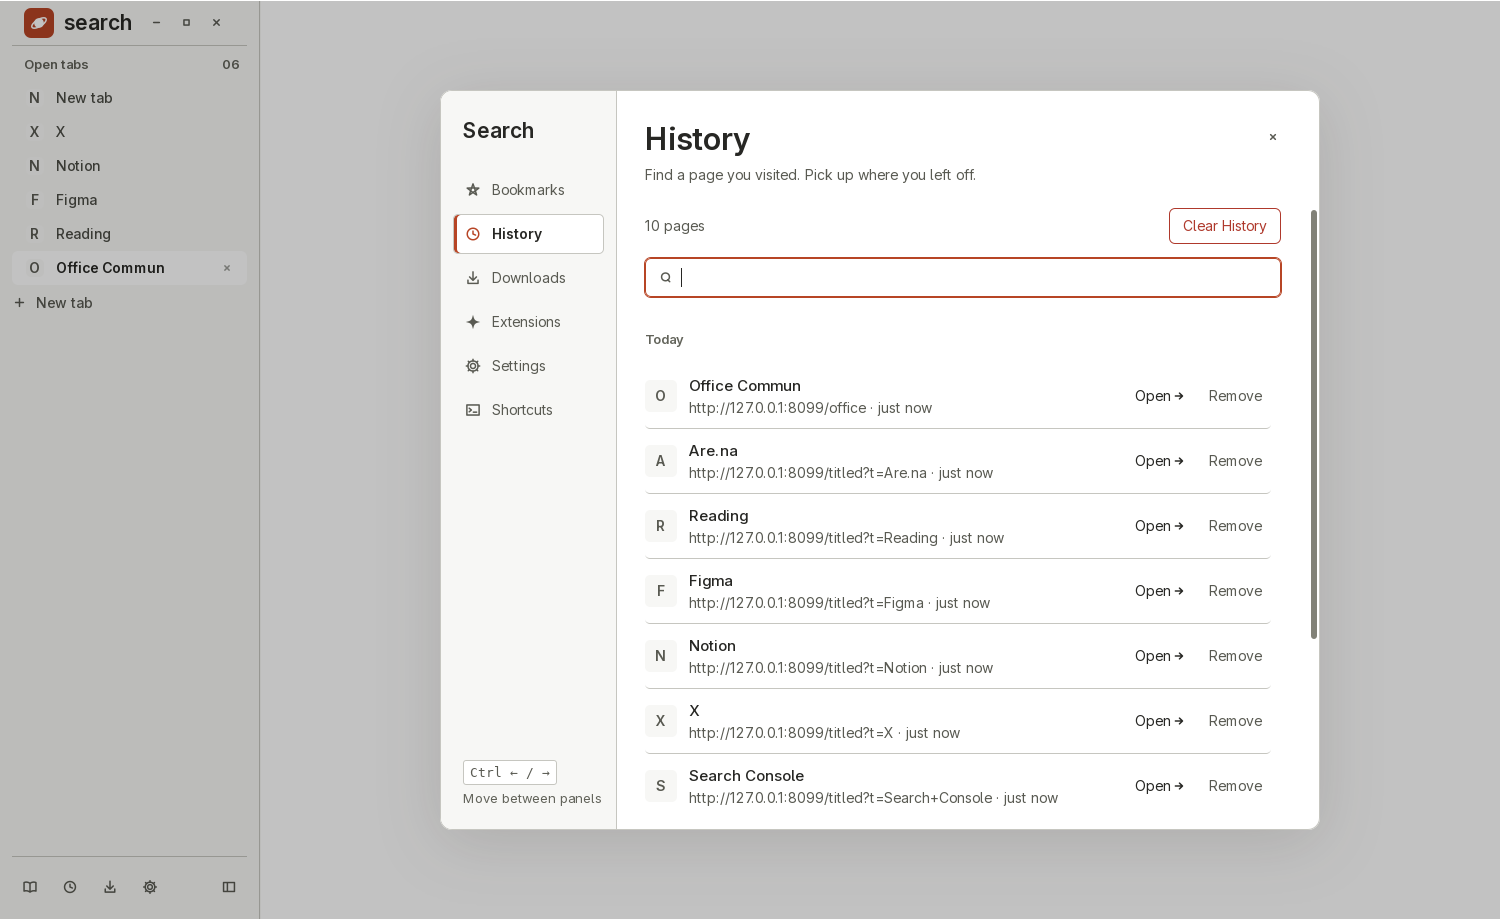 search
Open tabs 06
N New tab
X X
N Notion
F Figma
R Reading
O Office Commun
New tab
Search
Bookmarks
History
Downloads
Extensions
Settings
Shortcuts
Ctrl ← / →
Move between panels
History
Find a page you visited. Pick up where you left off.
10 pages
Clear History
Today
O Office Commun
http://127.0.0.1:8099/office · just now
Open → Remove
A Are.na
http://127.0.0.1:8099/titled?t=Are.na · just now
Open → Remove
R Reading
http://127.0.0.1:8099/titled?t=Reading · just now
Open → Remove
F Figma
http://127.0.0.1:8099/titled?t=Figma · just now
Open → Remove
N Notion
http://127.0.0.1:8099/titled?t=Notion · just now
Open → Remove
X X
http://127.0.0.1:8099/titled?t=X · just now
Open → Remove
S Search Console
http://127.0.0.1:8099/titled?t=Search+Console · just now
Open → Remove